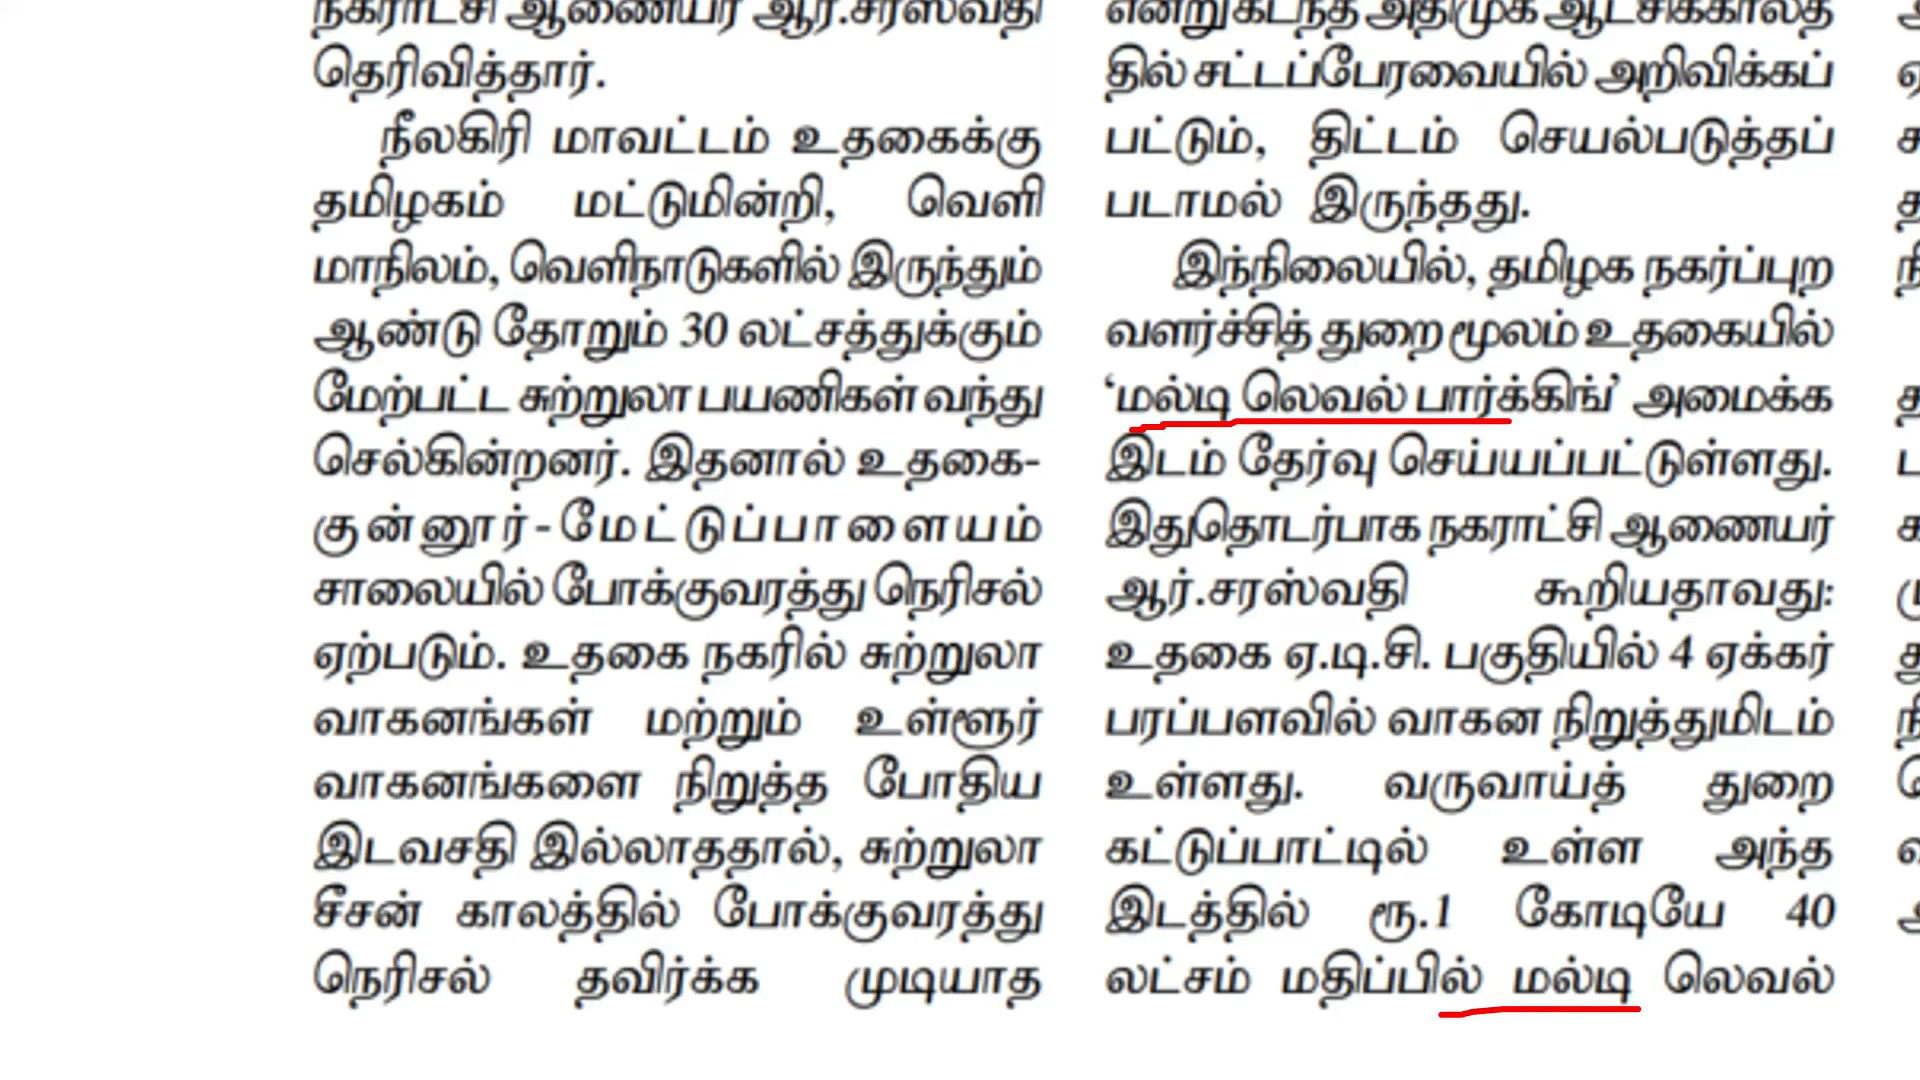 நகராட்சி ஆணையர் ஆர்.சரஸ்வதி
தெரிவித்தார்.
நீலகிரி மாவட்டம் உதகைக்கு
தமிழகம் மட்டுமின்றி, வெளி
மாநிலம், வெளிநாடுகளில் இருந்தும்
ஆண்டு தோறும் 30 லட்சத்துக்கும்
மேற்பட்ட சுற்றுலா பயணிகள் வந்து
செல்கின்றனர். இதனால் உதகை-
குன்னூர்-மேட்டுப்பாளையம்
சாலையில் போக்குவரத்து நெரிசல்
ஏற்படும். உதகை நகரில் சுற்றுலா
வாகனங்கள் மற்றும் உள்ளூர்
வாகனங்களை நிறுத்த போதிய
இடவசதி இல்லாததால், சுற்றுலா
சீசன் காலத்தில் போக்குவரத்து
நெரிசல் தவிர்க்க முடியாத
என்று கடந்த அதிமுக ஆட்சிக்காலத்
தில் சட்டப்பேரவையில் அறிவிக்கப்
பட்டும், திட்டம் செயல்படுத்தப்
படாமல் இருந்தது.
இந்நிலையில், தமிழக நகர்ப்புற
வளர்ச்சித் துறை மூலம் உதகையில்
‘மல்டி லெவல் பார்க்கிங்’ அமைக்க
இடம் தேர்வு செய்யப்பட்டுள்ளது.
இதுதொடர்பாக நகராட்சி ஆணையர்
ஆர்.சரஸ்வதி கூறியதாவது:
உதகை ஏ.டி.சி. பகுதியில் 4 ஏக்கர்
பரப்பளவில் வாகன நிறுத்துமிடம்
உள்ளது. வருவாய்த் துறை
கட்டுப்பாட்டில் உள்ள அந்த
இடத்தில் ரூ.1 கோடியே 40
லட்சம் மதிப்பில் மல்டி லெவல்